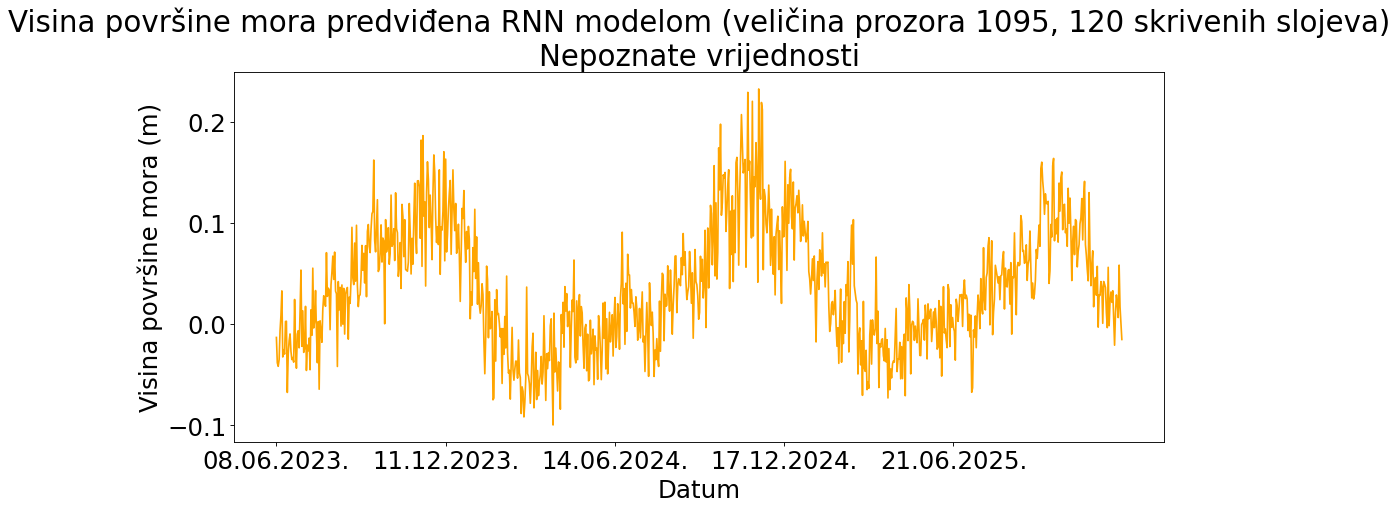 Visina površine mora predviđena RNN modelom (veličina prozora 1095, 120 skrivenih slojeva)
Nepoznate vrijednosti
Visina površine mora (m)
0.2
0.1
0.0
−0.1
08.06.2023. 11.12.2023. 14.06.2024. 17.12.2024. 21.06.2025.
Datum